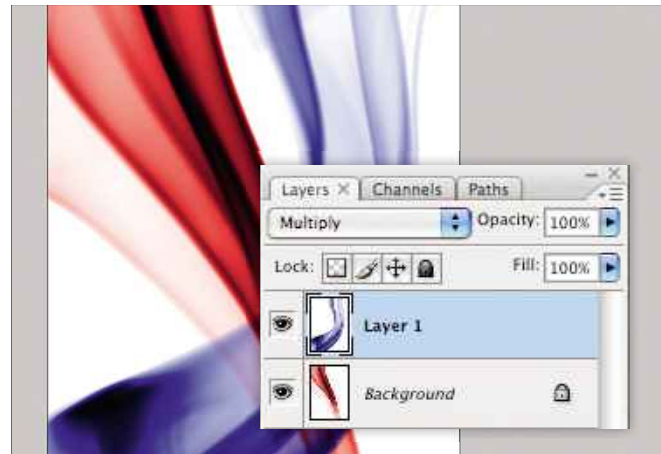 Layers × Channels Paths
Multiply Opacity: 100%
Lock: Fill: 100%
Layer 1
Background